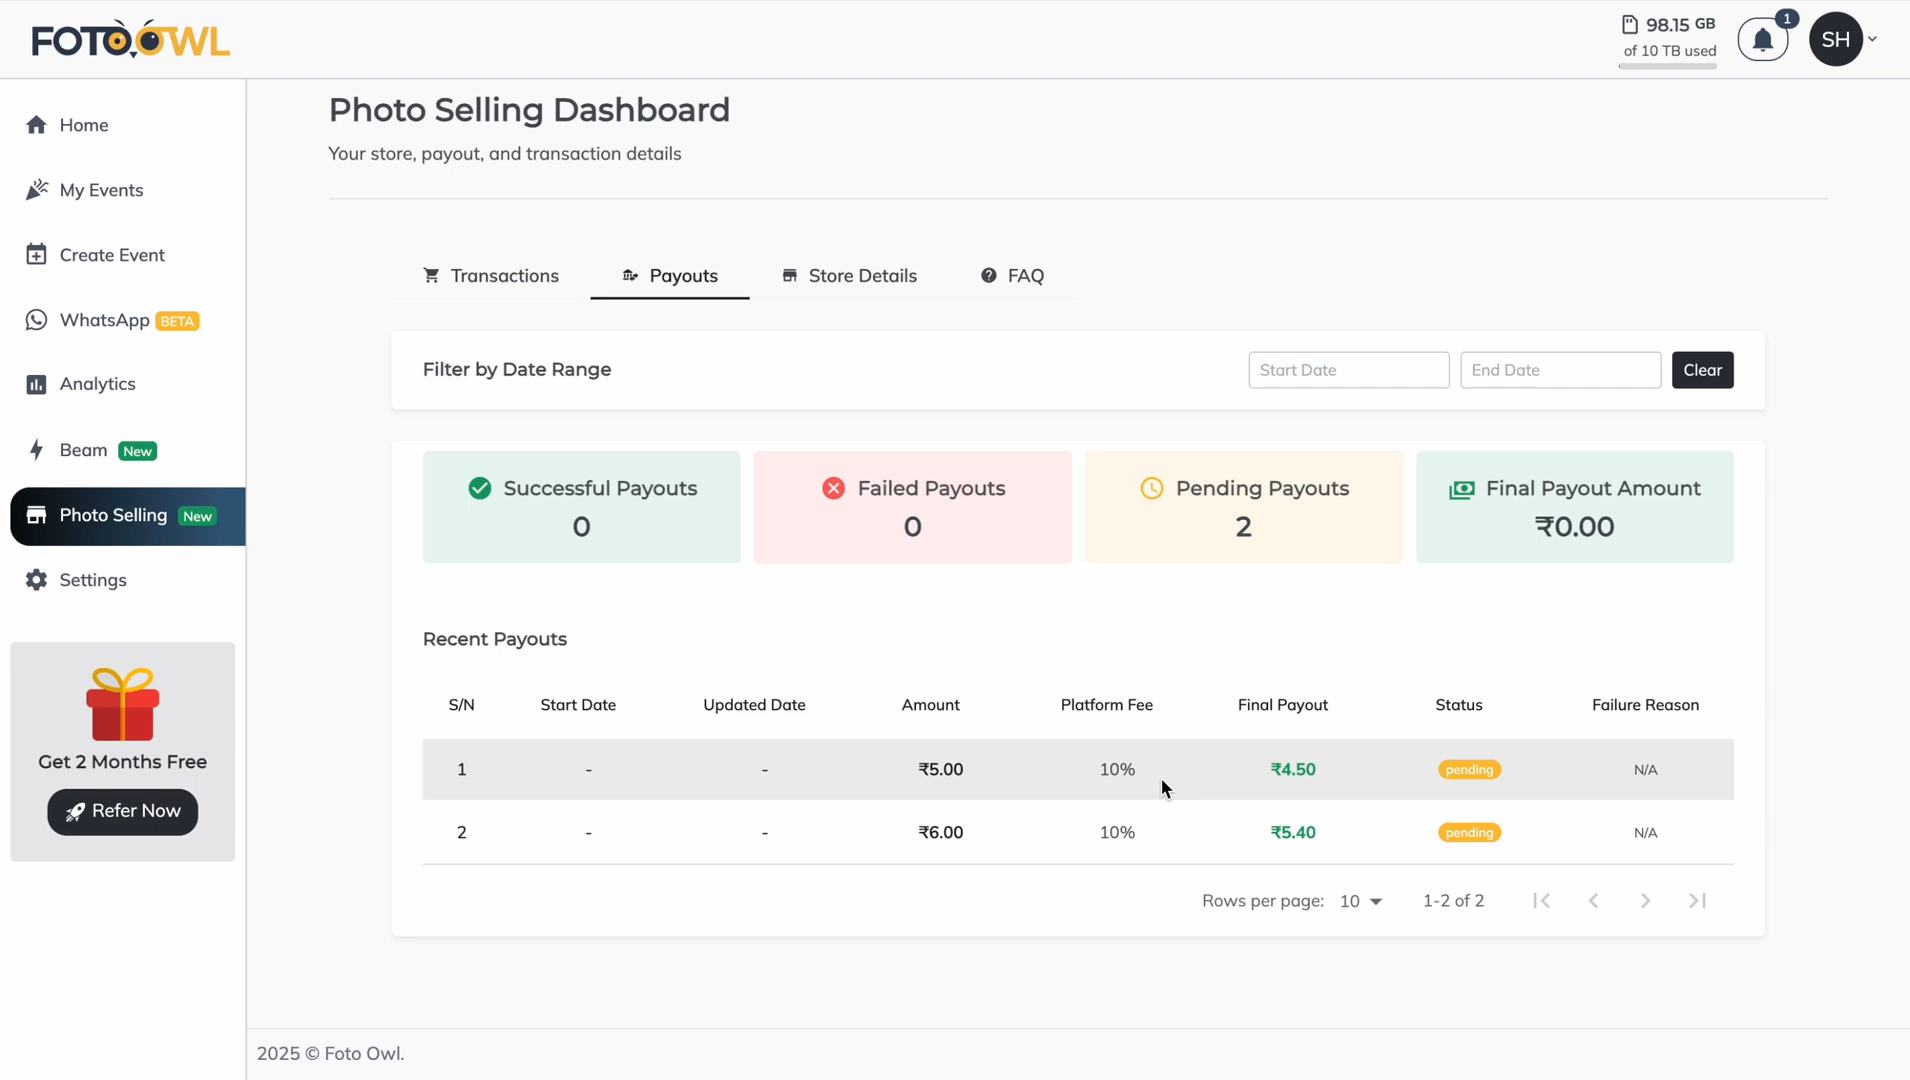 FOTOOWL
98.15 GB
of 10 TB used
1
SH
Home
My Events
Create Event
WhatsApp BETA
Analytics
Beam New
Photo Selling New
Settings
Get 2 Months Free
Refer Now
Photo Selling Dashboard
Your store, payout, and transaction details
Transactions Payouts Store Details FAQ
Filter by Date Range Start Date End Date Clear
Successful Payouts
0
Failed Payouts
0
Pending Payouts
2
Final Payout Amount
₹0.00
Recent Payouts
S/N Start Date Updated Date Amount Platform Fee Final Payout Status Failure Reason
1 - - ₹5.00 10% ₹4.50 pending N/A
2 - - ₹6.00 10% ₹5.40 pending N/A
Rows per page: 10 1-2 of 2
2025 © Foto Owl.